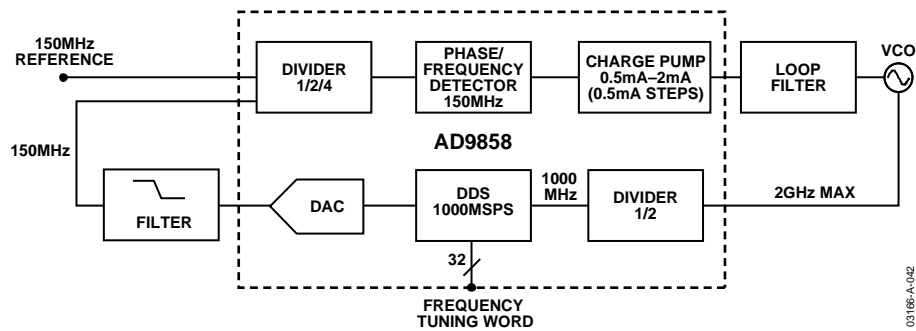 150MHz
REFERENCE
DIVIDER
1/2/4
PHASE/
FREQUENCY
DETECTOR
150MHz
CHARGE PUMP
0.5mA–2mA
(0.5mA STEPS)
LOOP
FILTER
VCO
AD9858
150MHz
FILTER
DAC
DDS
1000MSPS
1000
MHz
DIVIDER
1/2
2GHz MAX
32
FREQUENCY
TUNING WORD
03166-A-042